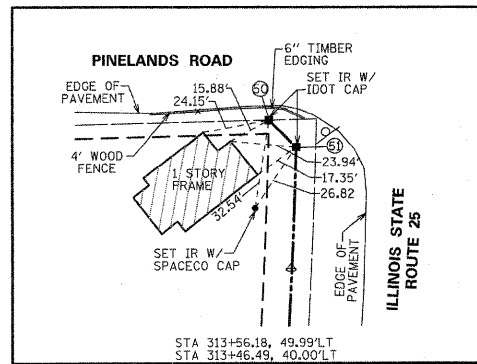 PINELANDS ROAD
6" TIMBER
EDGING
SET IR W/
IDOT CAP
EDGE OF
PAVEMENT
15.88'
24.15'
50
51
4' WOOD
FENCE
1 STORY
FRAME
23.94'
17.35'
26.82
32.54'
SET IR W/
SPACECO CAP
EDGE OF
PAVEMENT
ILLINOIS STATE
ROUTE 25
STA 313+56.18, 49.99'LT
STA 313+46.49, 40.00'LT